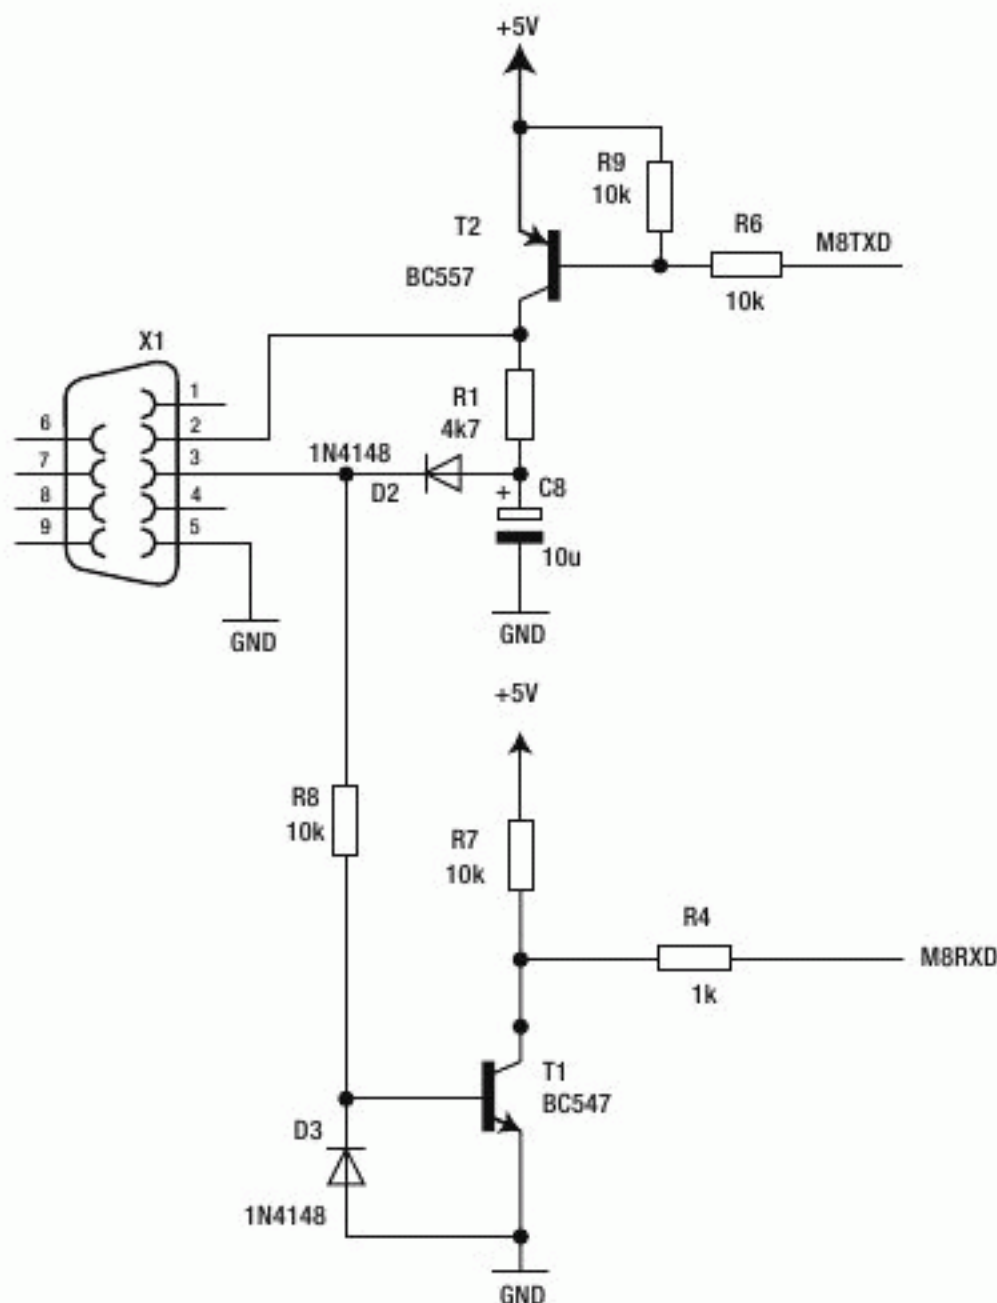 +5V
R9
10k
T2
R6
M8TXD
BC557
10k
X1
1
R1
4k7
6
2
1N4148
7
3
D2
+
C8
8
4
9
5
10u
GND
GND
+5V
R8
10k
R7
10k
R4
M8RXD
1k
T1
BC547
D3
1N4148
GND